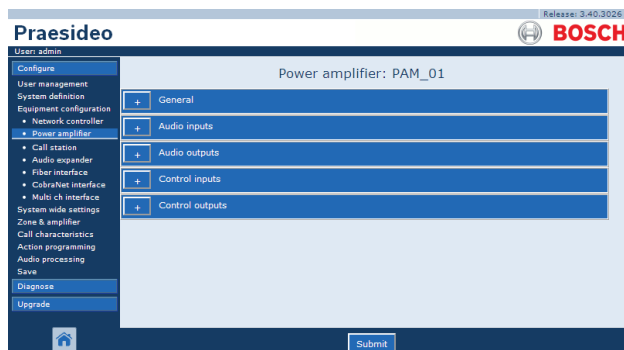 Release: 3.40.3026
Praesideo
BOSCH
User: admin
Configure
User management
System definition
Equipment configuration
• Network controller
• Power amplifier
• Call station
• Audio expander
• Fiber interface
• CobraNet interface
• Multi ch interface
System wide settings
Zone & amplifier
Call characteristics
Action programming
Audio processing
Save
Diagnose
Upgrade
Power amplifier: PAM_01
+ General
+ Audio inputs
+ Audio outputs
+ Control inputs
+ Control outputs
Submit